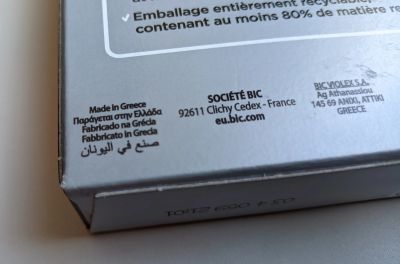 Emballage entièrement recyclable,
contenant au moins 80% de matière
Made in Greece
Παράγεται στην Ελλάδα
Fabricado na Grécia
Fabbricato in Grecia
صنع في اليونان
SOCIÉTÉ BIC
92611 Clichy Cedex - France
eu.bic.com
BIC VIOLEX S.A.
Ag Athanassiou
145 69 ANIXI, ATTIKI
GREECE